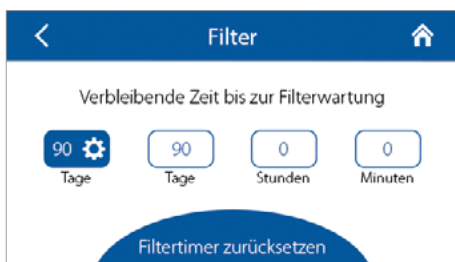 Filter
Verbleibende Zeit bis zur Filterwartung
90 90 0 0
Tage Tage Stunden Minuten
Filtertimer zurücksetzen